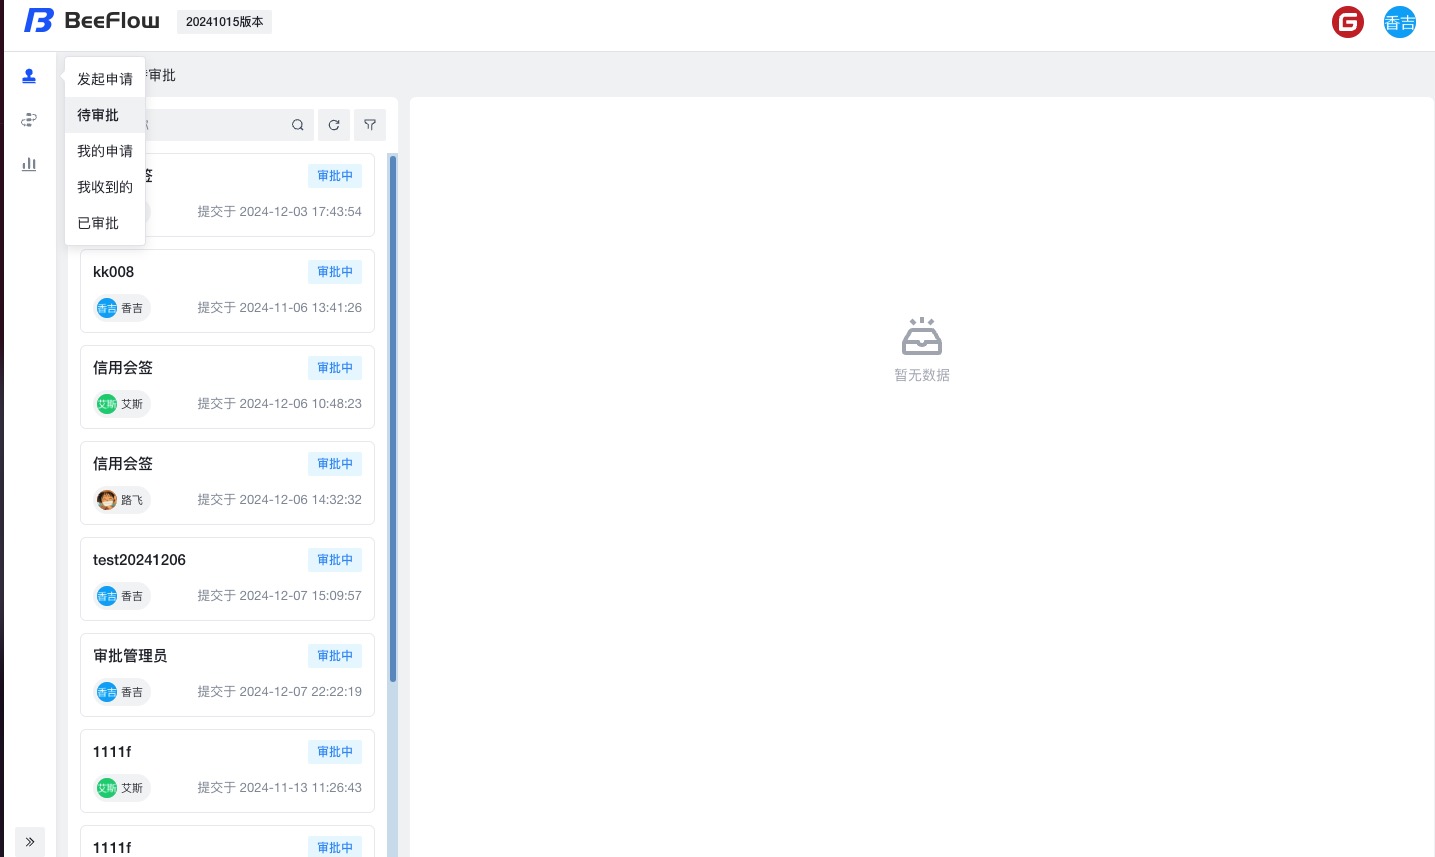 BeeFlow
20241015版本
香吉
发起申请
待审批
我的申请
我收到的
已审批
审批
签
审批中
提交于 2024-12-03 17:43:54
kk008
审批中
香吉 香吉
提交于 2024-11-06 13:41:26
信用会签
审批中
艾斯 艾斯
提交于 2024-12-06 10:48:23
信用会签
审批中
路飞
提交于 2024-12-06 14:32:32
test20241206
审批中
香吉 香吉
提交于 2024-12-07 15:09:57
审批管理员
审批中
香吉 香吉
提交于 2024-12-07 22:22:19
1111f
审批中
艾斯 艾斯
提交于 2024-11-13 11:26:43
1111f
审批中
暂无数据